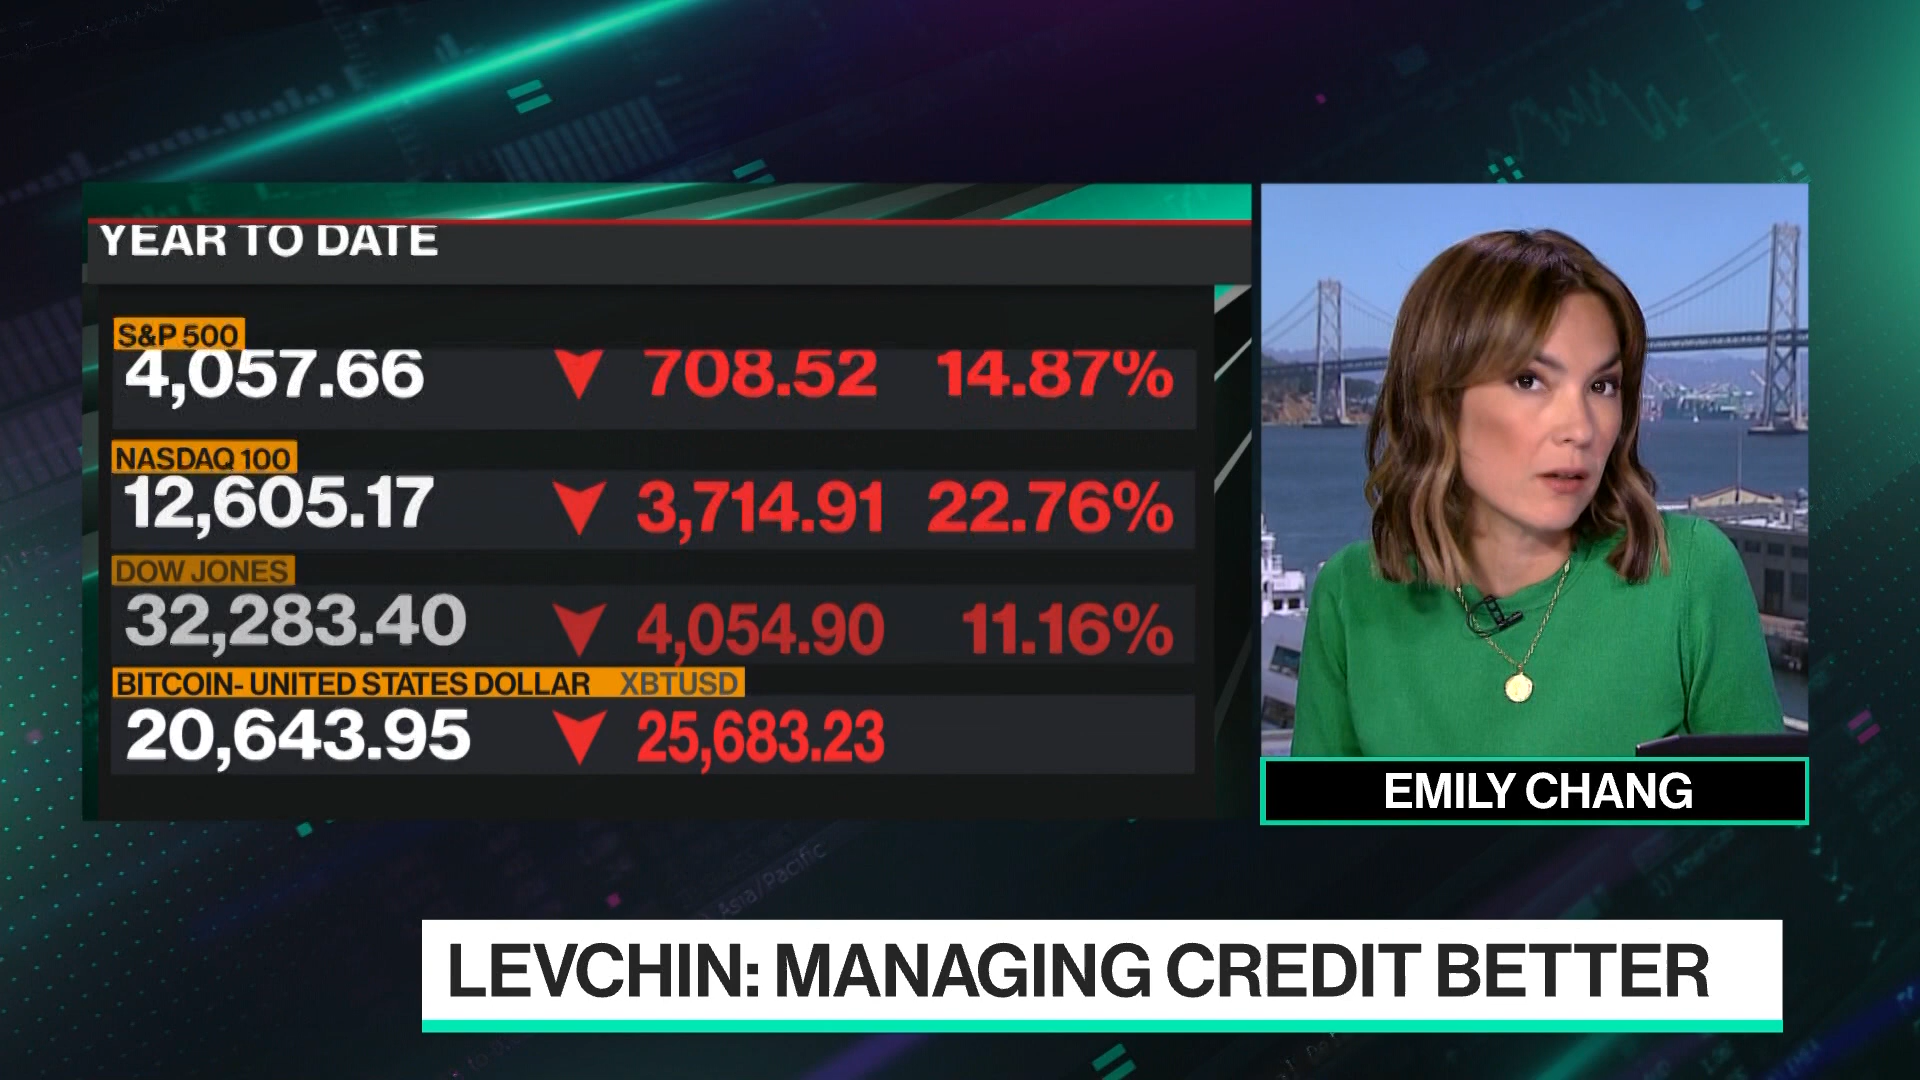 YEAR TO DATE
S&P 500
4,057.66 708.52 14.87%
NASDAQ 100
12,605.17 3,714.91 22.76%
DOW JONES
32,283.40 4,054.90 11.16%
BITCOIN- UNITED STATES DOLLAR XBTUSD
20,643.95 25,683.23
EMILY CHANG
Asia/Pacific
LEVCHIN: MANAGING CREDIT BETTER